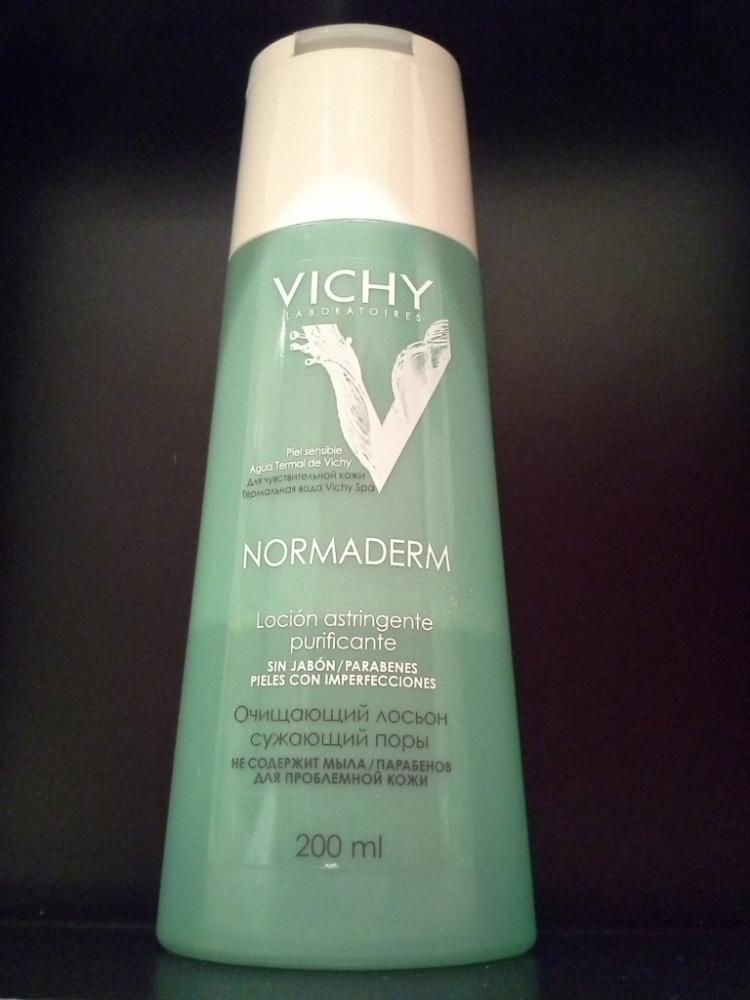 VICHY
LABORATOIRES
Piel sensible
Agua Termal de Vichy
Для чувствительной кожи
Термальная вода Vichy Spa
NORMADERM
Loción astringente
purificante
SIN JABÓN/PARABENES
PIELES CON IMPERFECCIONES
Очищающий лосьон
сужающий поры
НЕ СОДЕРЖИТ МЫЛА/ПАРАБЕНОВ
ДЛЯ ПРОБЛЕМНОЙ КОЖИ
200 ml